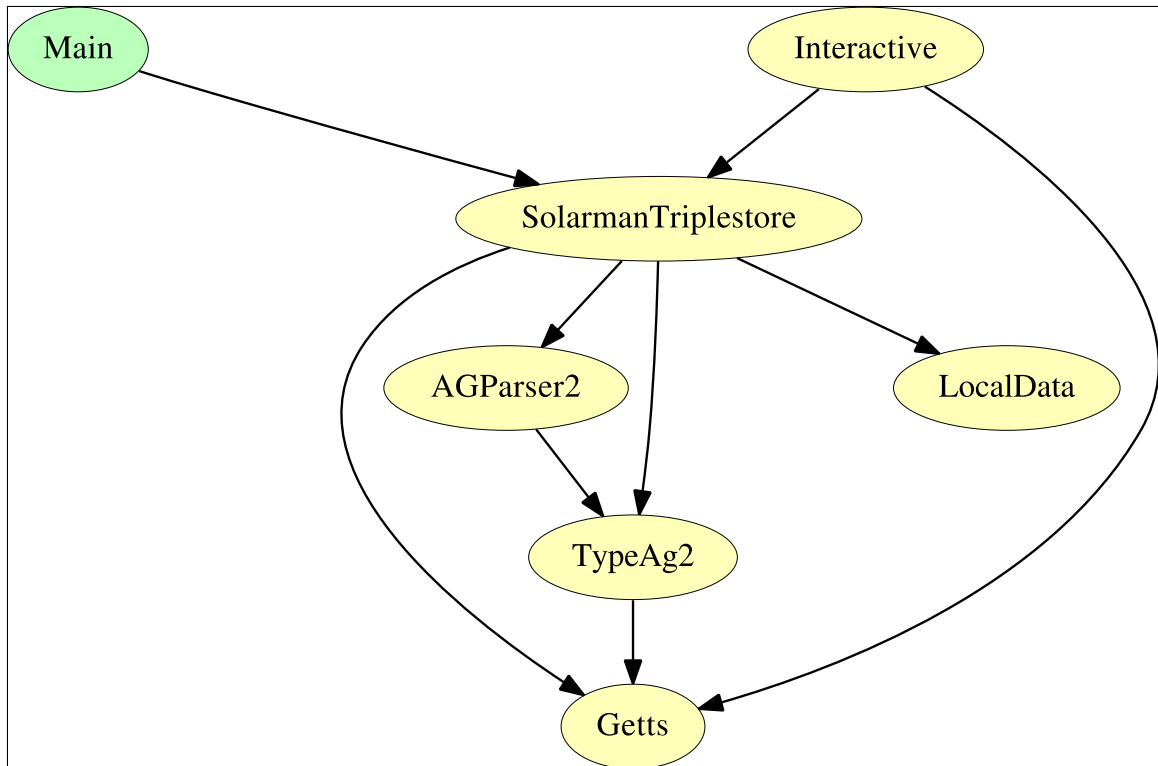 Main
Interactive
SolarmanTriplestore
AGParser2
LocalData
TypeAg2
Getts